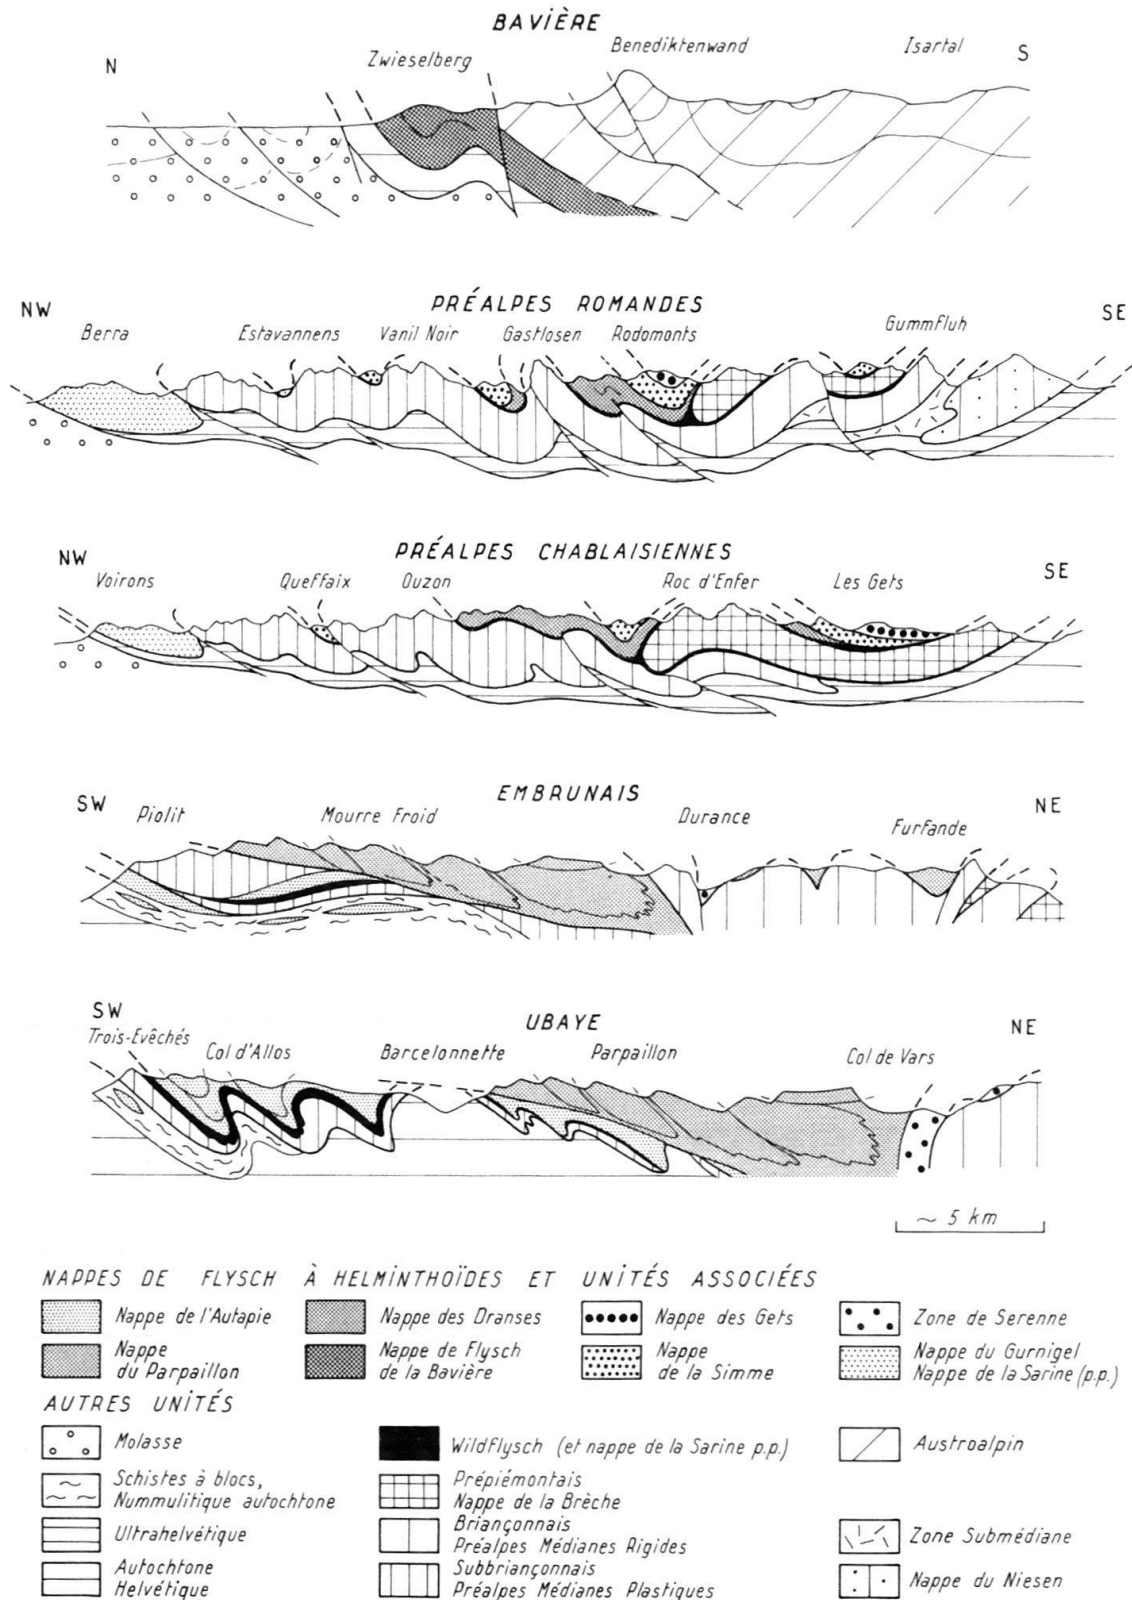 BAVIÈRE
N Zwieselberg Benediktenwand Isartal S
PRÉALPES ROMANDES
NW SE
Berra Estavannens Vanil Noir Gastlosen Rodomonts Gummfluh
PRÉALPES CHABLAISIENNES
NW SE
Voirons Queffaix Ouzon Roc d'Enfer Les Gets
EMBRUNAIS
SW NE
Piolit Mourre Froid Durance Furfande
SW UBAYE NE
Trois-Evêchés Col d'Allos Barcelonnette Parpaillon Col de Vars
~ 5 km
NAPPES DE FLYSCH À HELMINTHOÏDES ET UNITÉS ASSOCIÉES
Nappe de l'Autapie
Nappe
du Parpaillon
Nappe des Dranses
Nappe de Flysch
de la Bavière
Nappe des Gets
Nappe
de la Simme
Zone de Serenne
Nappe du Gurnigel
Nappe de la Sarine (p.p.)
AUTRES UNITÉS
Molasse
Schistes à blocs,
Nummulitique autochtone
Ultrahelvétique
Autochtone
Helvétique
Wildflysch (et nappe de la Sarine p.p.)
Prépiémontais
Nappe de la Brèche
Briançonnais
Préalpes Médianes Rigides
Subbriançonnais
Préalpes Médianes Plastiques
Austroalpin
Zone Submédiane
Nappe du Niesen